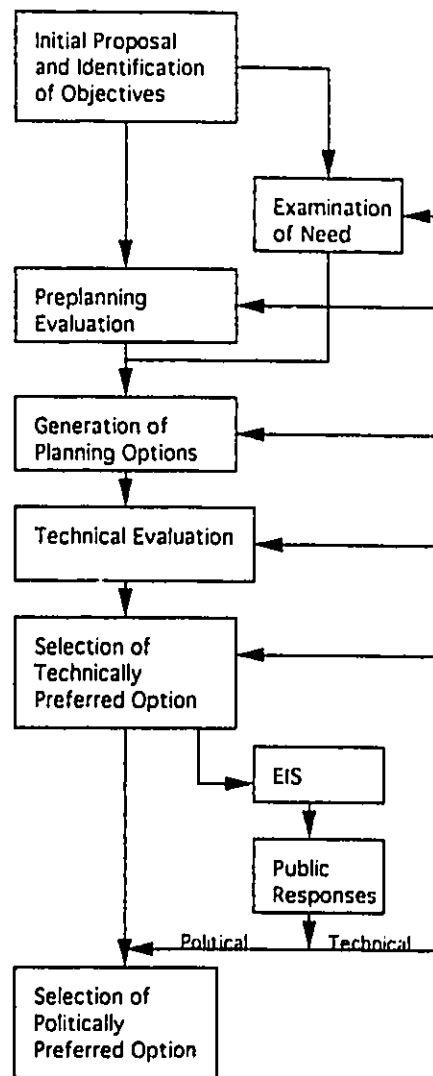 Initial Proposal
and Identification
of Objectives
Examination
of Need
Preplanning
Evaluation
Generation of
Planning Options
Technical Evaluation
Selection of
Technically
Preferred Option
EIS
Public
Responses
Political
Technical
Selection of
Politically
Preferred Option